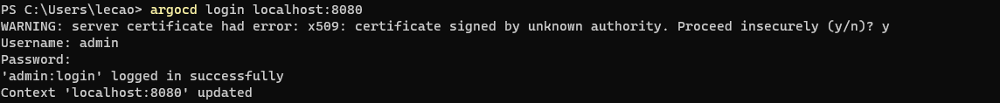 PS C:\Users\lecao> argocd login localhost:8080
WARNING: server certificate had error: x509: certificate signed by unknown authority. Proceed insecurely (y/n)? y
Username: admin
Password:
'admin:login' logged in successfully
Context 'localhost:8080' updated